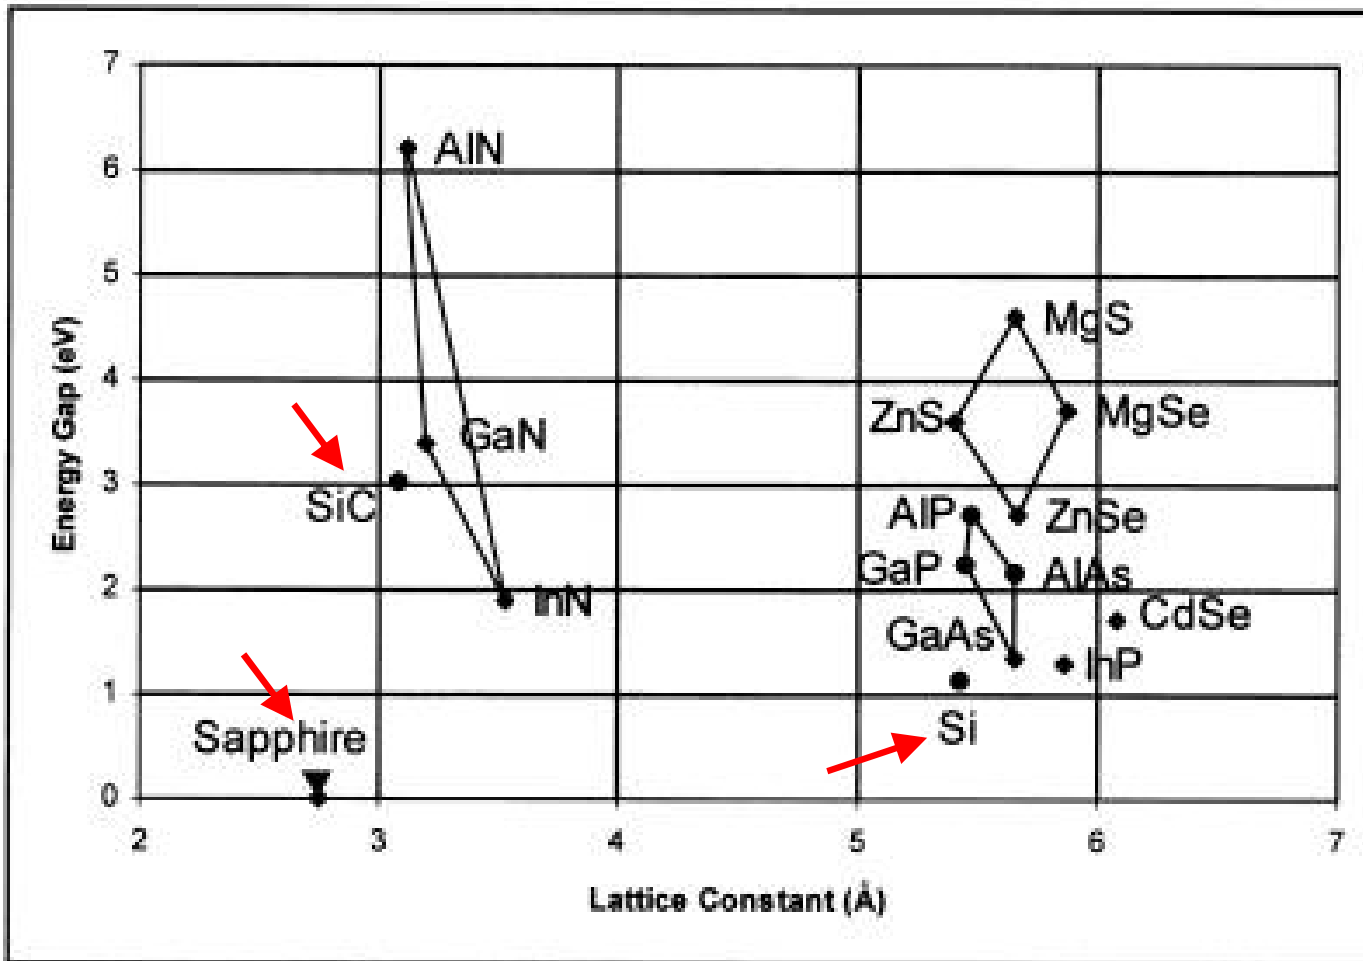 7
6
5
4
3
2
1
0
2
3
4
5
6
7
Energy Gap (eV)
Lattice Constant (Å)
AlN
GaN
SiC
InN
Sapphire
MgS
ZnS
MgSe
AlP
ZnSe
GaP
AlAs
GaAs
CdSe
InP
Si